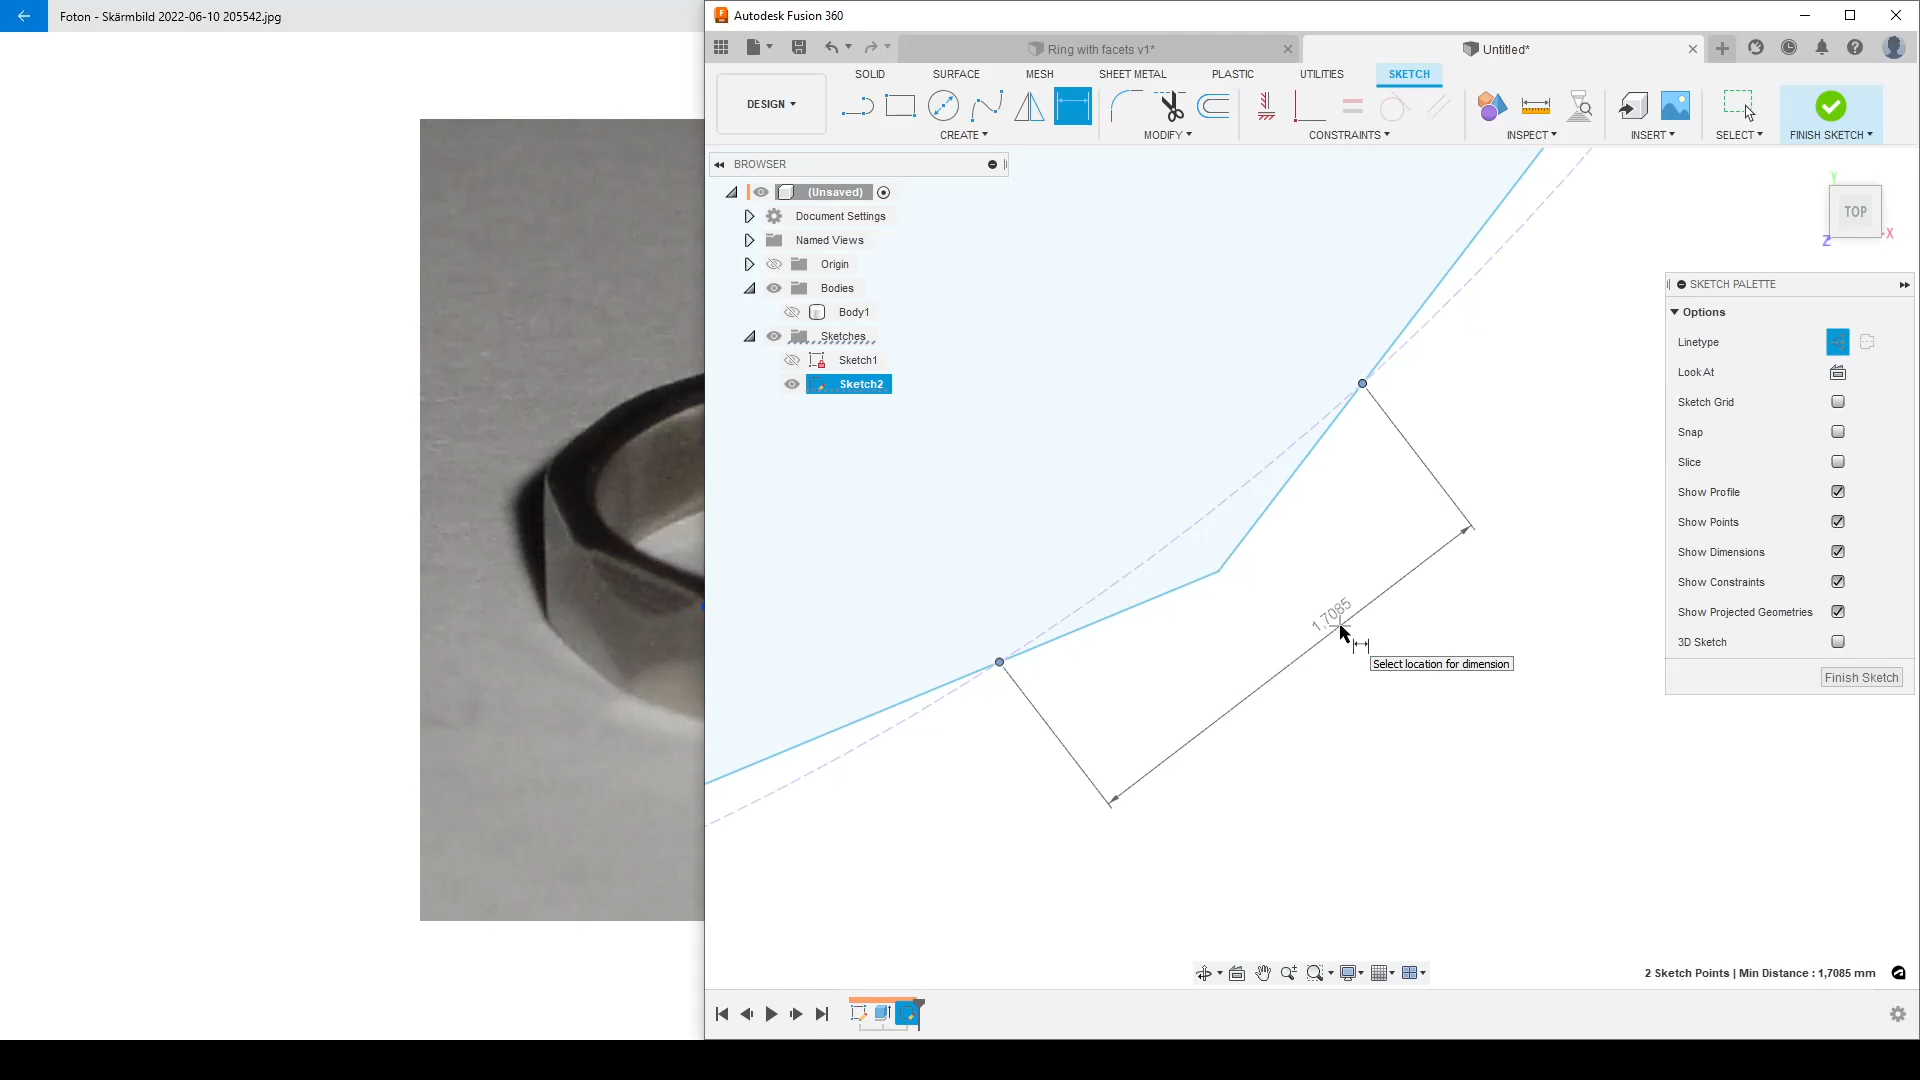 Foton - Skärmbild 2022-06-10 205542.jpg
Autodesk Fusion 360
Ring with facets v1*
Untitled*
DESIGN
SOLID
SURFACE
MESH
SHEET METAL
PLASTIC
UTILITIES
SKETCH
CREATE
MODIFY
CONSTRAINTS
INSPECT
INSERT
SELECT
FINISH SKETCH
BROWSER
(Unsaved)
Document Settings
Named Views
Origin
Bodies
Body1
Sketches
Sketch1
Sketch2
Y
TOP
Z
X
SKETCH PALETTE
Options
Linetype
Look At
Sketch Grid
Snap
Slice
Show Profile
Show Points
Show Dimensions
Show Constraints
Show Projected Geometries
3D Sketch
Finish Sketch
1,7085
Select location for dimension
2 Sketch Points | Min Distance : 1,7085 mm